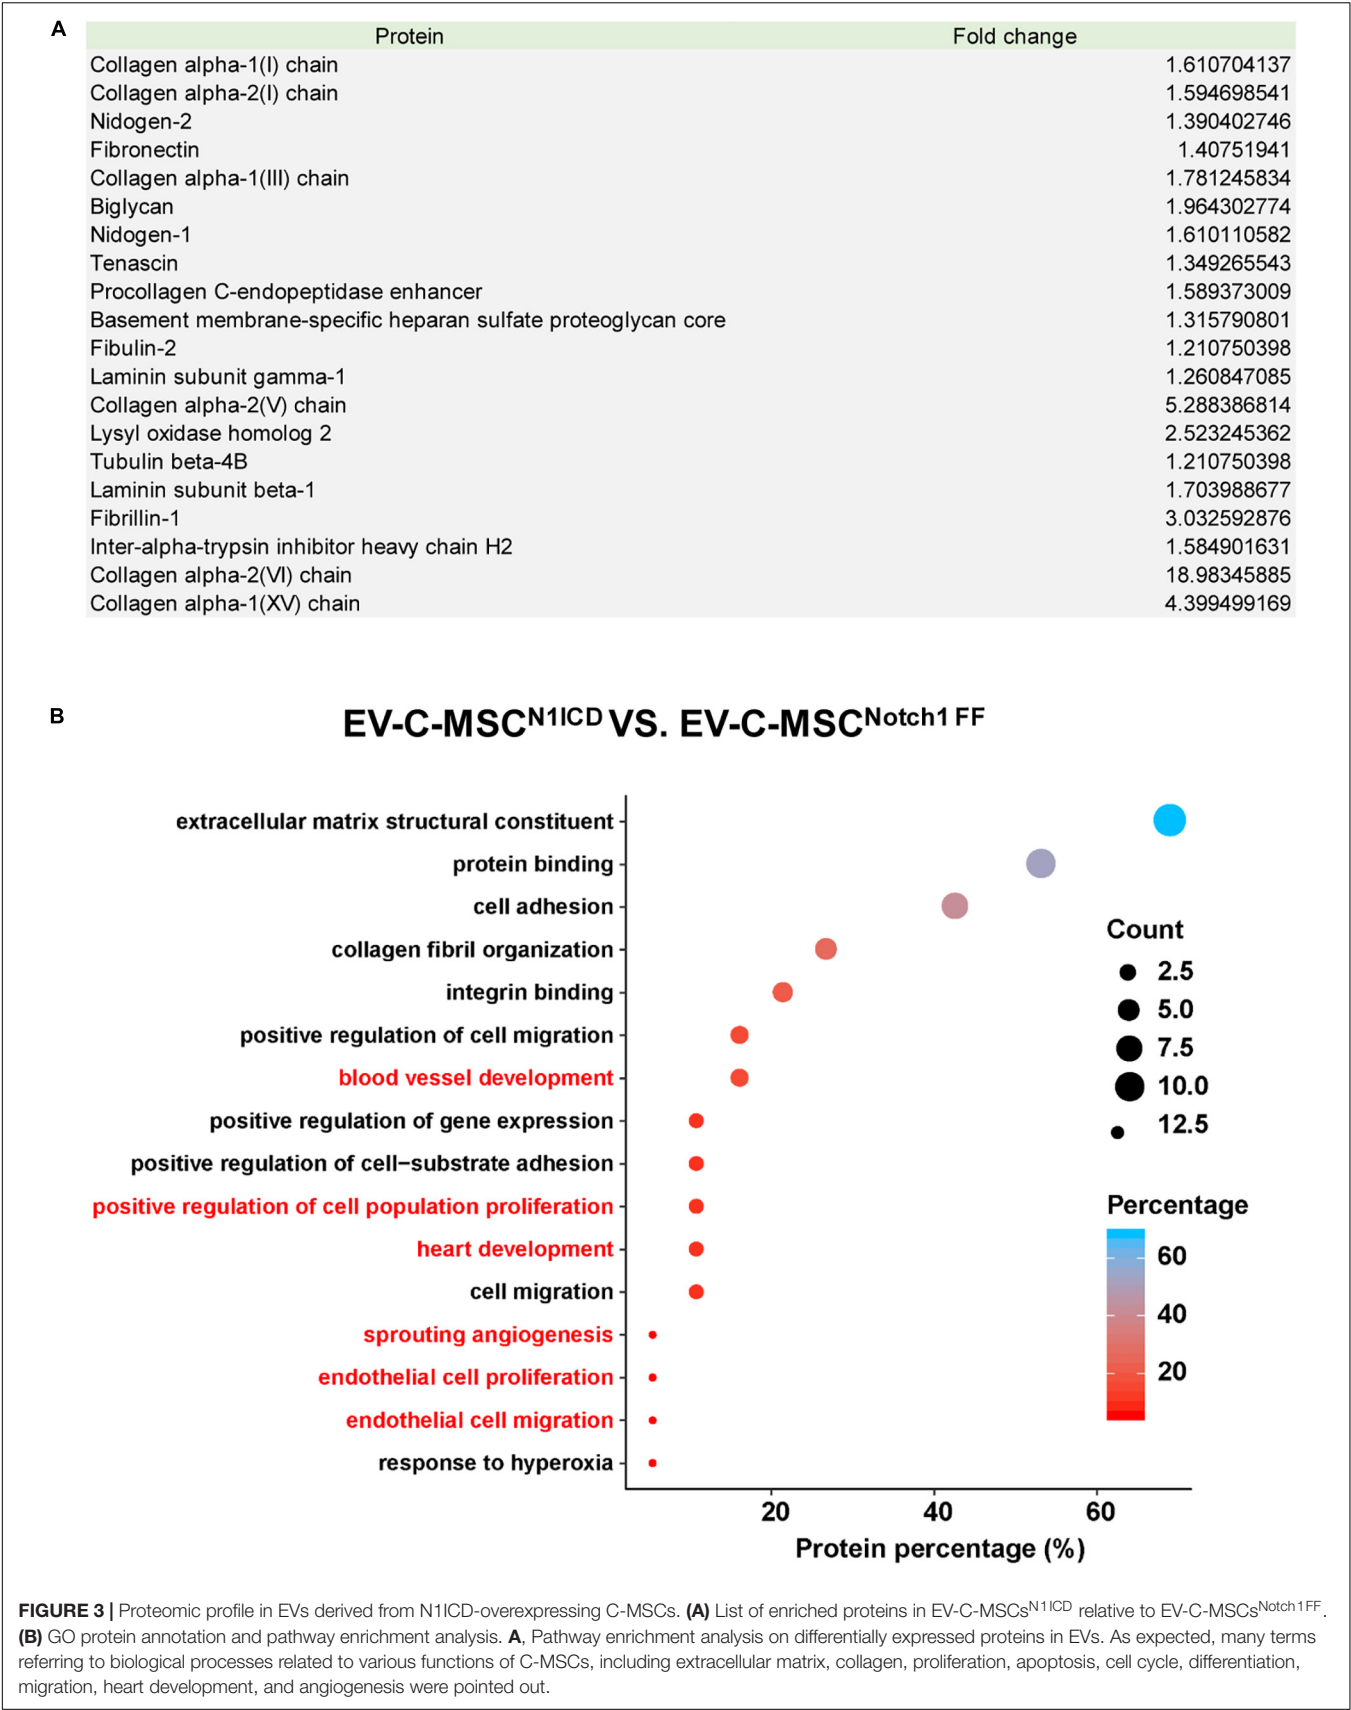 A
Protein Fold change
Collagen alpha-1(I) chain 1.610704137
Collagen alpha-2(I) chain 1.594698541
Nidogen-2 1.390402746
Fibronectin 1.40751941
Collagen alpha-1(III) chain 1.781245834
Biglycan 1.964302774
Nidogen-1 1.610110582
Tenascin 1.349265543
Procollagen C-endopeptidase enhancer 1.589373009
Basement membrane-specific heparan sulfate proteoglycan core 1.315790801
Fibulin-2 1.210750398
Laminin subunit gamma-1 1.260847085
Collagen alpha-2(V) chain 5.288386814
Lysyl oxidase homolog 2 2.523245362
Tubulin beta-4B 1.210750398
Laminin subunit beta-1 1.703988677
Fibrillin-1 3.032592876
Inter-alpha-trypsin inhibitor heavy chain H2 1.584901631
Collagen alpha-2(VI) chain 18.98345885
Collagen alpha-1(XV) chain 4.399499169
B
EV-C-MSCN1ICD VS. EV-C-MSCNotch1 FF
extracellular matrix structural constituent
protein binding
cell adhesion
collagen fibril organization
integrin binding
positive regulation of cell migration
blood vessel development
positive regulation of gene expression
positive regulation of cell−substrate adhesion
positive regulation of cell population proliferation
heart development
cell migration
sprouting angiogenesis
endothelial cell proliferation
endothelial cell migration
response to hyperoxia
Count
2.5
5.0
7.5
10.0
12.5
Percentage
60
40
20
20 40 60
Protein percentage (%)
FIGURE 3 | Proteomic profile in EVs derived from N1ICD-overexpressing C-MSCs. (A) List of enriched proteins in EV-C-MSCsN1ICD relative to EV-C-MSCsNotch1FF.
(B) GO protein annotation and pathway enrichment analysis. A, Pathway enrichment analysis on differentially expressed proteins in EVs. As expected, many terms
referring to biological processes related to various functions of C-MSCs, including extracellular matrix, collagen, proliferation, apoptosis, cell cycle, differentiation,
migration, heart development, and angiogenesis were pointed out.